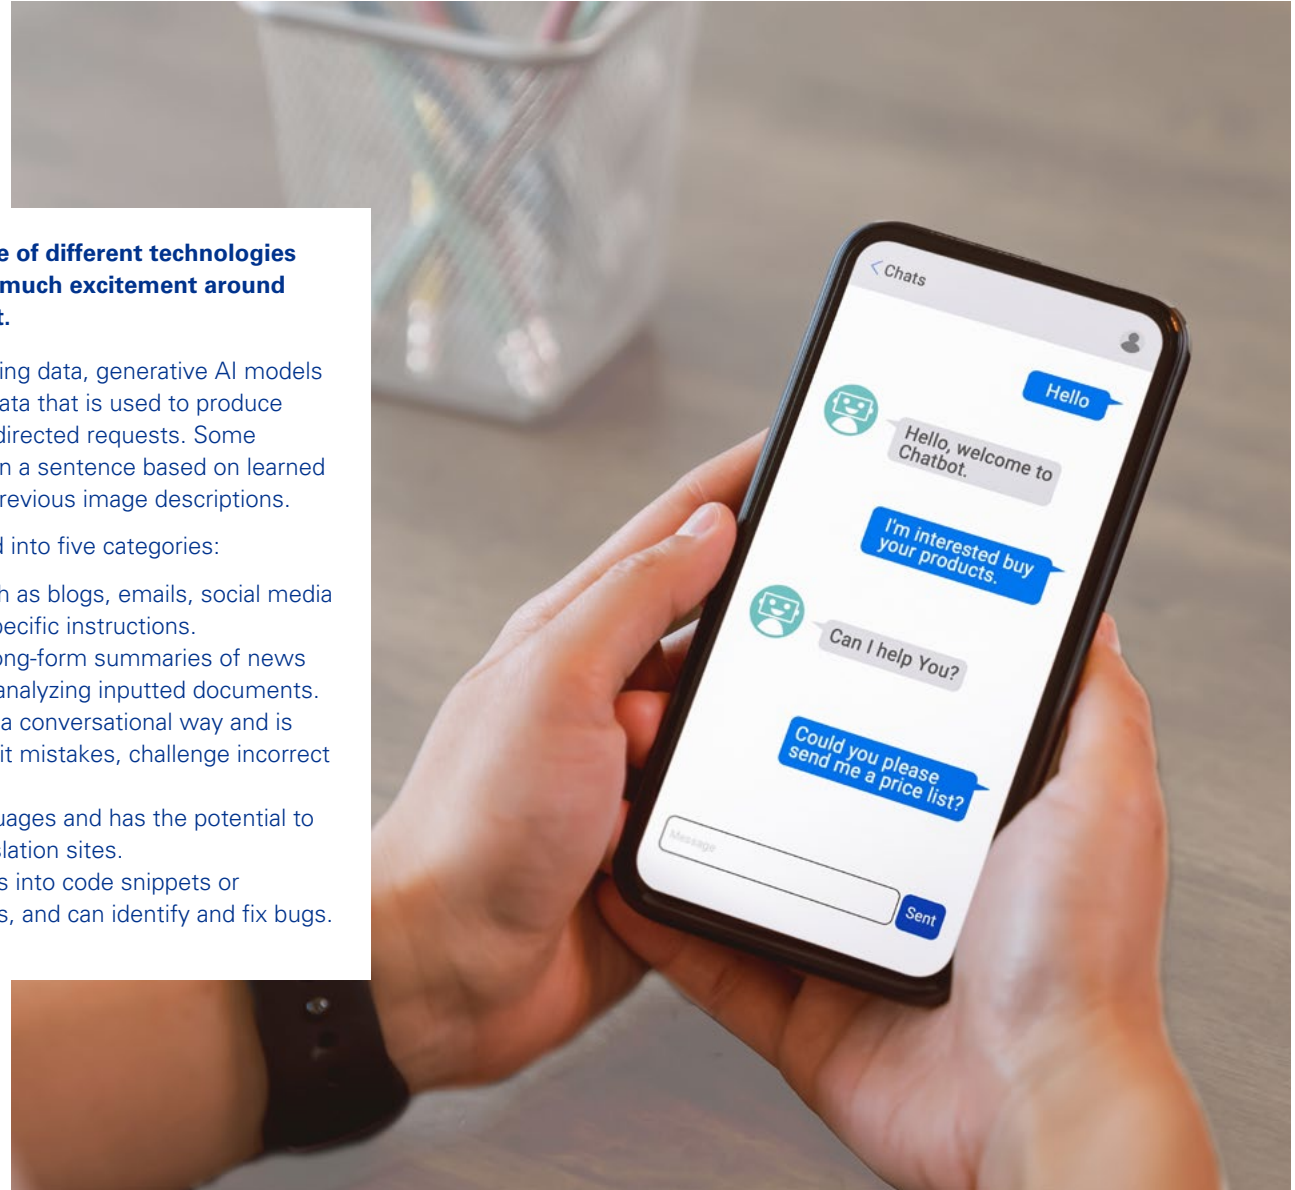 e of different technologies
much excitement around
t.
ing data, generative AI models
ata that is used to produce
directed requests. Some
n a sentence based on learned
revious image descriptions.
d into five categories:
h as blogs, emails, social media
pecific instructions.
ong-form summaries of news
analyzing inputted documents.
a conversational way and is
it mistakes, challenge incorrect
uages and has the potential to
slation sites.
s into code snippets or
s, and can identify and fix bugs.
Chats
Hello
Hello, welcome to
Chatbot.
I'm interested buy
your products.
Can I help You?
Could you please
send me a price list?
Message
Sent